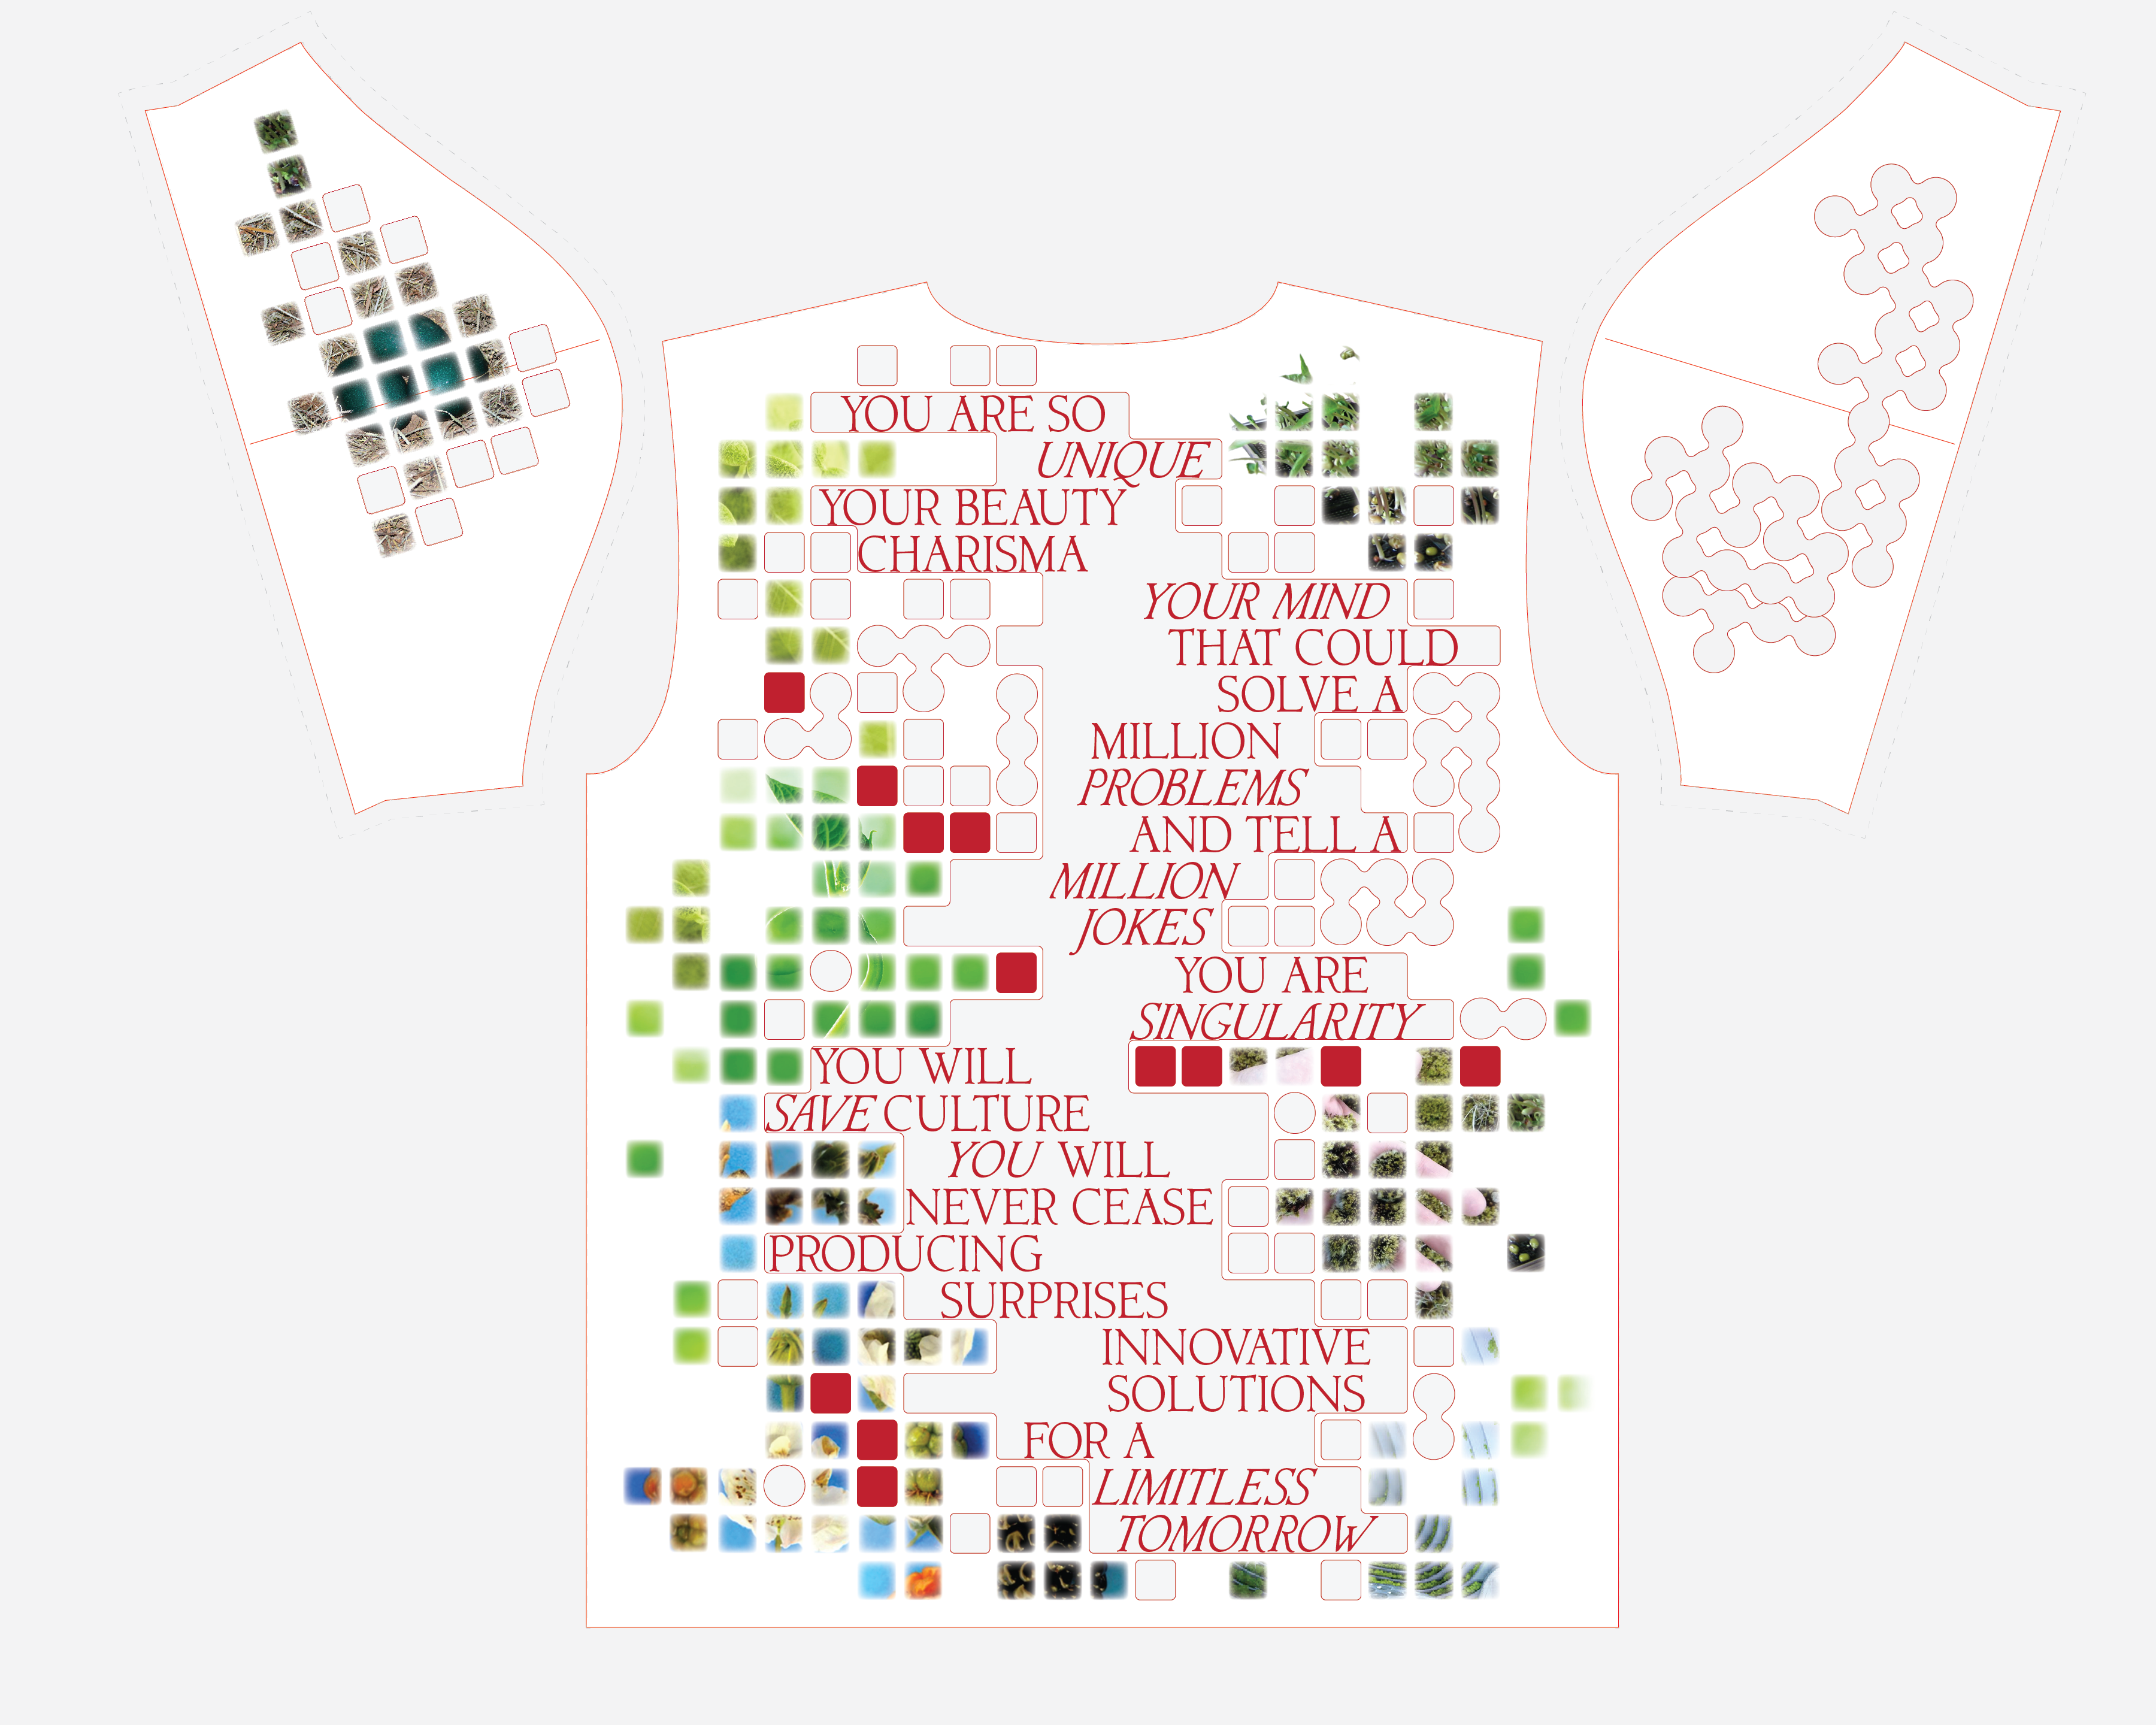 YOU ARE SO
UNIQUE
YOUR BEAUTY
CHARISMA
YOUR MIND
THAT COULD
SOLVE A
MILLION
PROBLEMS
AND TELL A
MILLION
JOKES
YOU ARE
SINGULARITY
YOU WILL
SAVE CULTURE
YOU WILL
NEVER CEASE
PRODUCING
SURPRISES
INNOVATIVE
SOLUTIONS
FOR A
LIMITLESS
TOMORROW